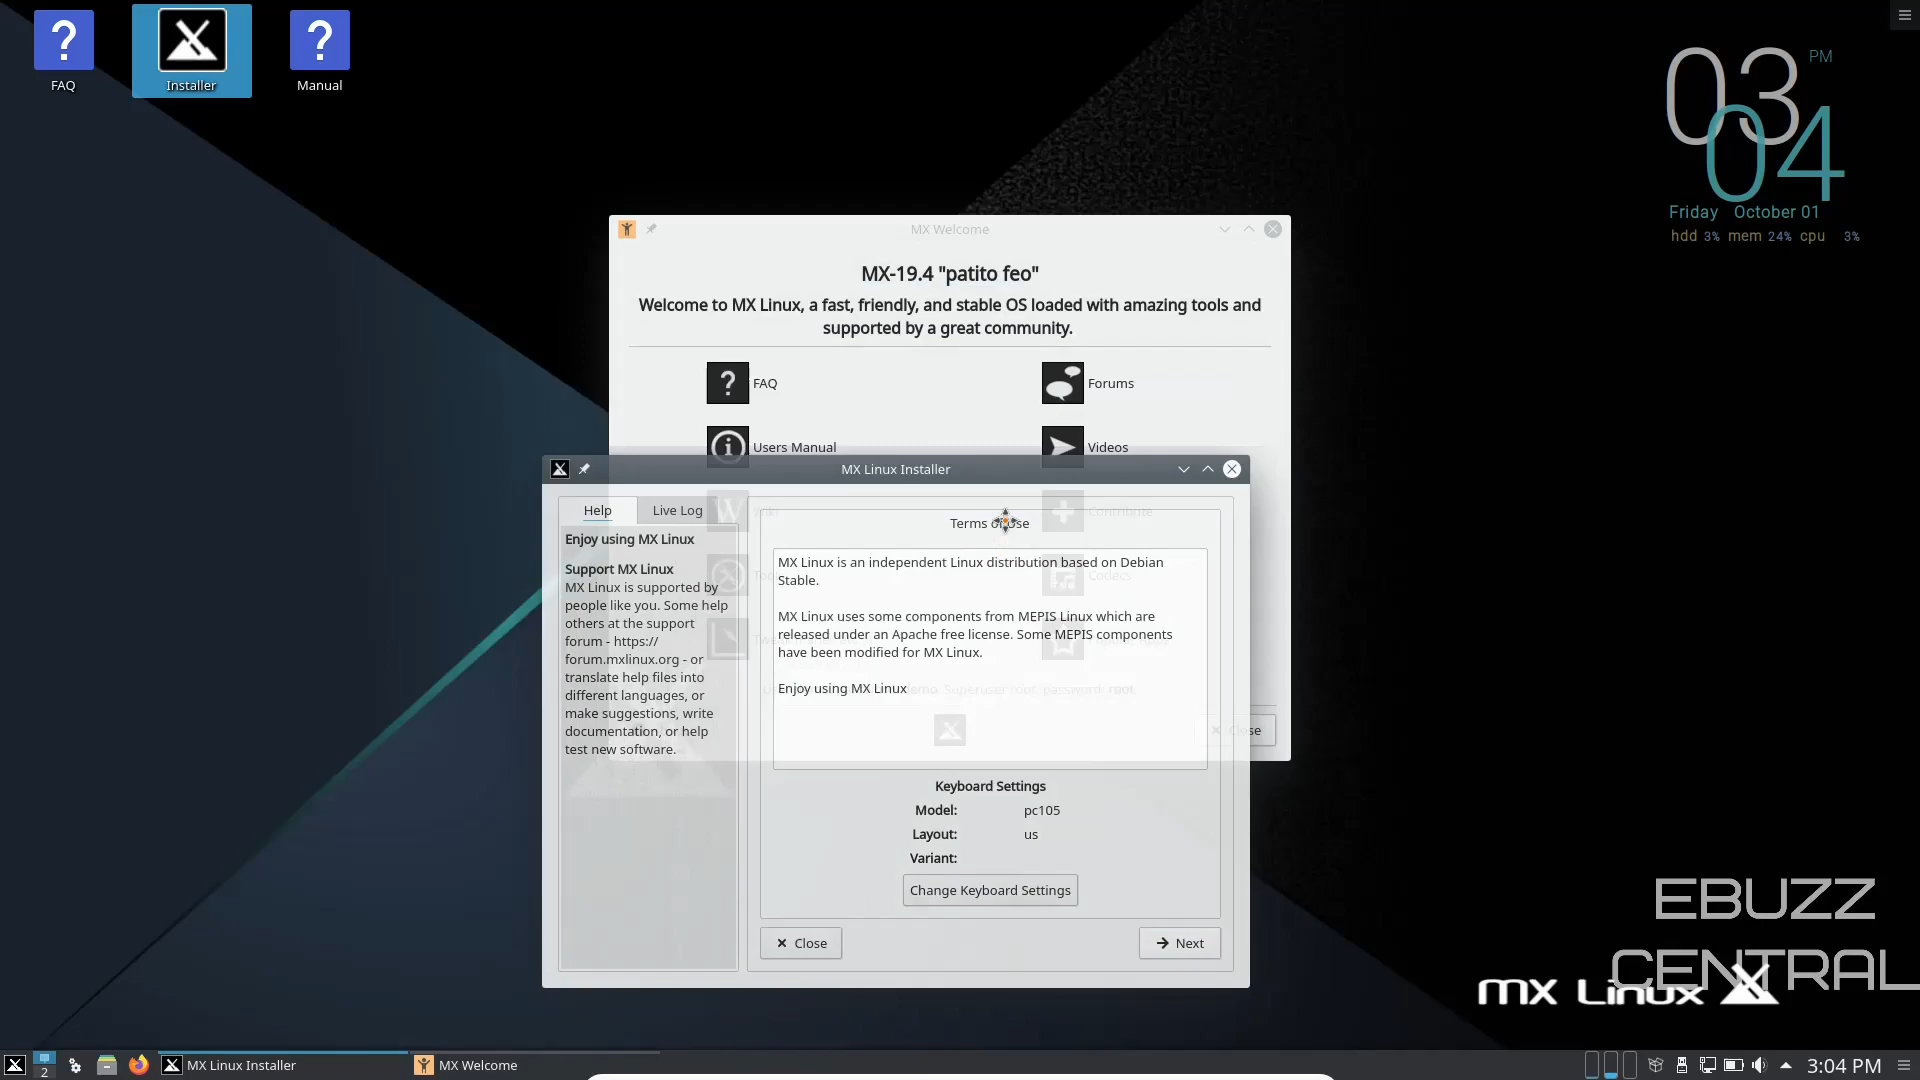 FAQ
Installer
Manual
03 PM
04
Friday October 01
hdd 3% mem 24% cpu 3%
MX Welcome
MX-19.4 "patito feo"
Welcome to MX Linux, a fast, friendly, and stable OS loaded with amazing tools and
supported by a great community.
FAQ
Forums
Users Manual
Videos
MX Linux Installer
Help
Live Log
Enjoy using MX Linux
Support MX Linux
MX Linux is supported by
people like you. Some help
others at the support
forum - https://
forum.mxlinux.org - or
translate help files into
different languages, or
make suggestions, write
documentation, or help
test new software.
Contribute
Codecs
Terms of Use
MX Linux is an independent Linux distribution based on Debian
Stable.
MX Linux uses some components from MEPIS Linux which are
released under an Apache free license. Some MEPIS components
have been modified for MX Linux.
Enjoy using MX Linux
demo Superuser root password: root
Close
Keyboard Settings
Model: pc105
Layout: us
Variant:
Change Keyboard Settings
Close
Next
EBUZZ
CENTRAL
mx Linux
2
MX Linux Installer
MX Welcome
3:04 PM